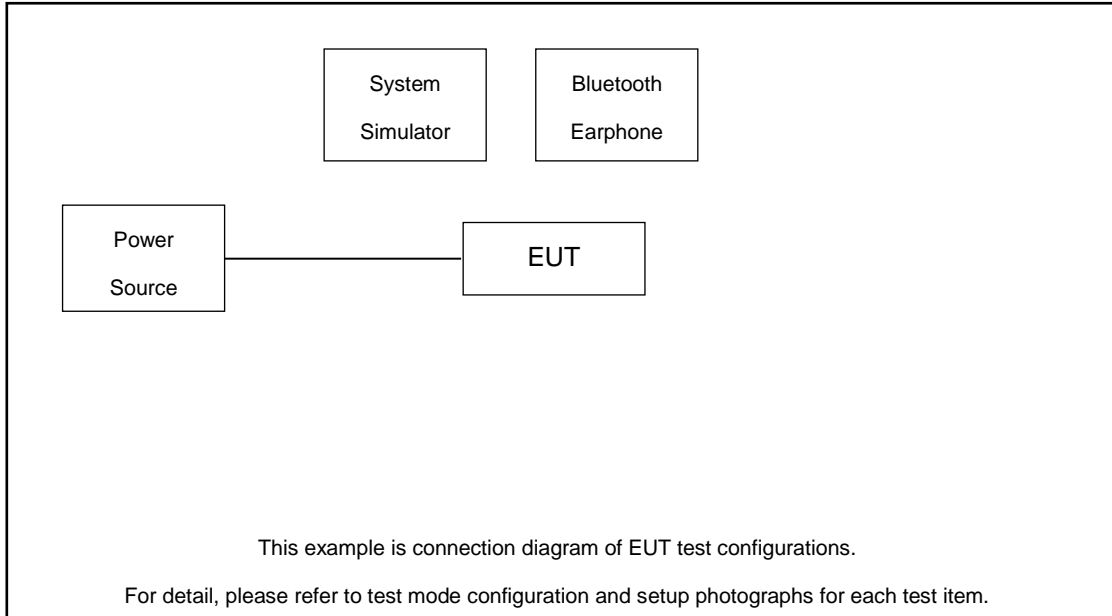 System
Simulator
Bluetooth
Earphone
Power
Source
EUT
This example is connection diagram of EUT test configurations.
For detail, please refer to test mode configuration and setup photographs for each test item.